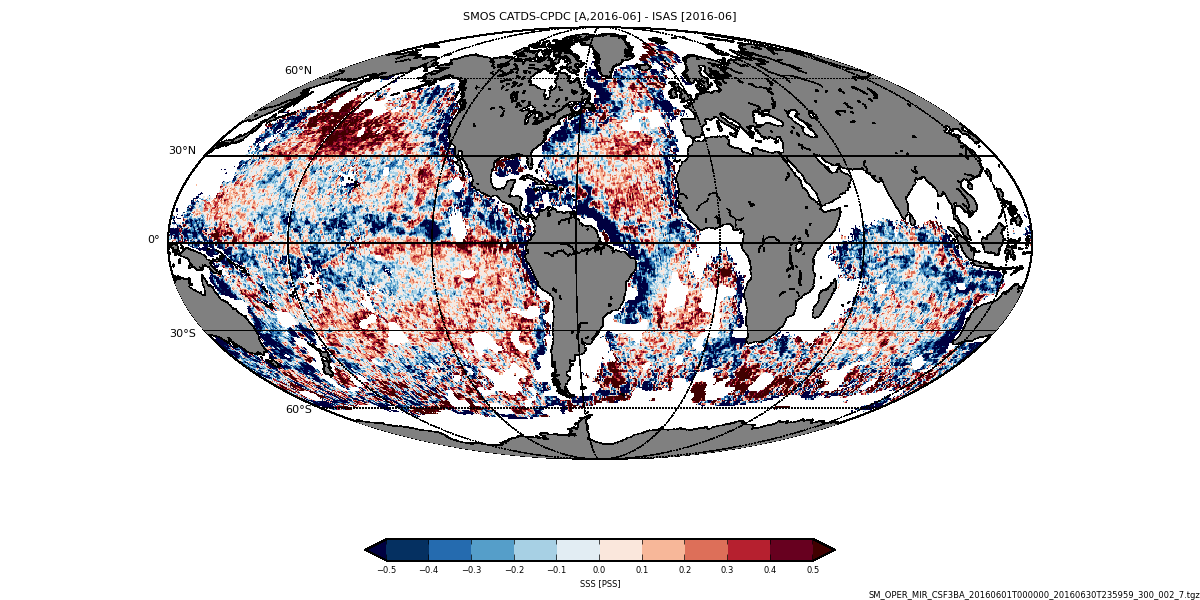 SMOS CATDS-CPDC [A,2016-06] - ISAS [2016-06]
60°N
30°N
0°
30°S
60°S
−0.5 −0.4 −0.3 −0.2 −0.1 0.0 0.1 0.2 0.3 0.4 0.5
SSS [PSS]
SM_OPER_MIR_CSF3BA_20160601T000000_20160630T235959_300_002_7.tgz